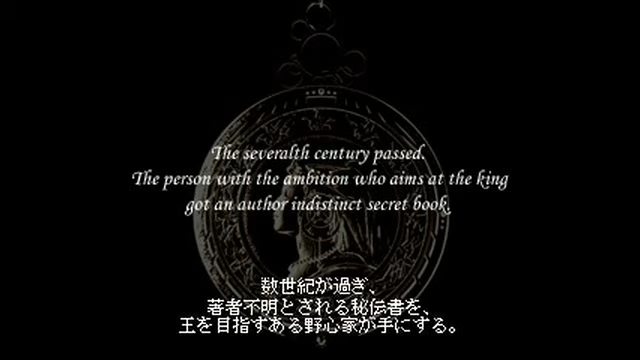 The severalth century passed.
The person with the ambition who aims at the king
got an author indistinct secret book.
数世紀が過ぎ、
著者不明とされる秘伝書を、
王を目指すある野心家が手にする。